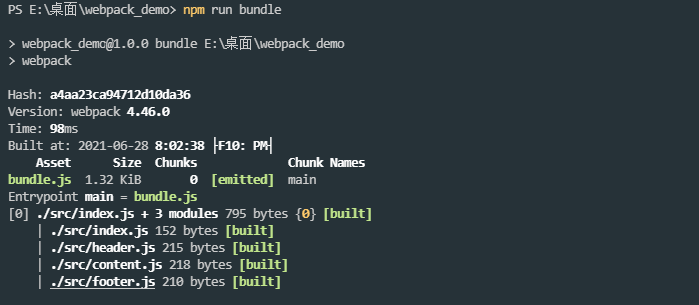 PS E:\桌面\webpack_demo> npm run bundle
> webpack_demo@1.0.0 bundle E:\桌面\webpack_demo
> webpack
Hash: a4aa23ca94712d10da36
Version: webpack 4.46.0
Time: 98ms
Built at: 2021-06-28 8:02:38 ├F10: PM┤
Asset Size Chunks Chunk Names
bundle.js 1.32 KiB 0 [emitted] main
Entrypoint main = bundle.js
[0] ./src/index.js + 3 modules 795 bytes {0} [built]
| ./src/index.js 152 bytes [built]
| ./src/header.js 215 bytes [built]
| ./src/content.js 218 bytes [built]
| ./src/footer.js 210 bytes [built]